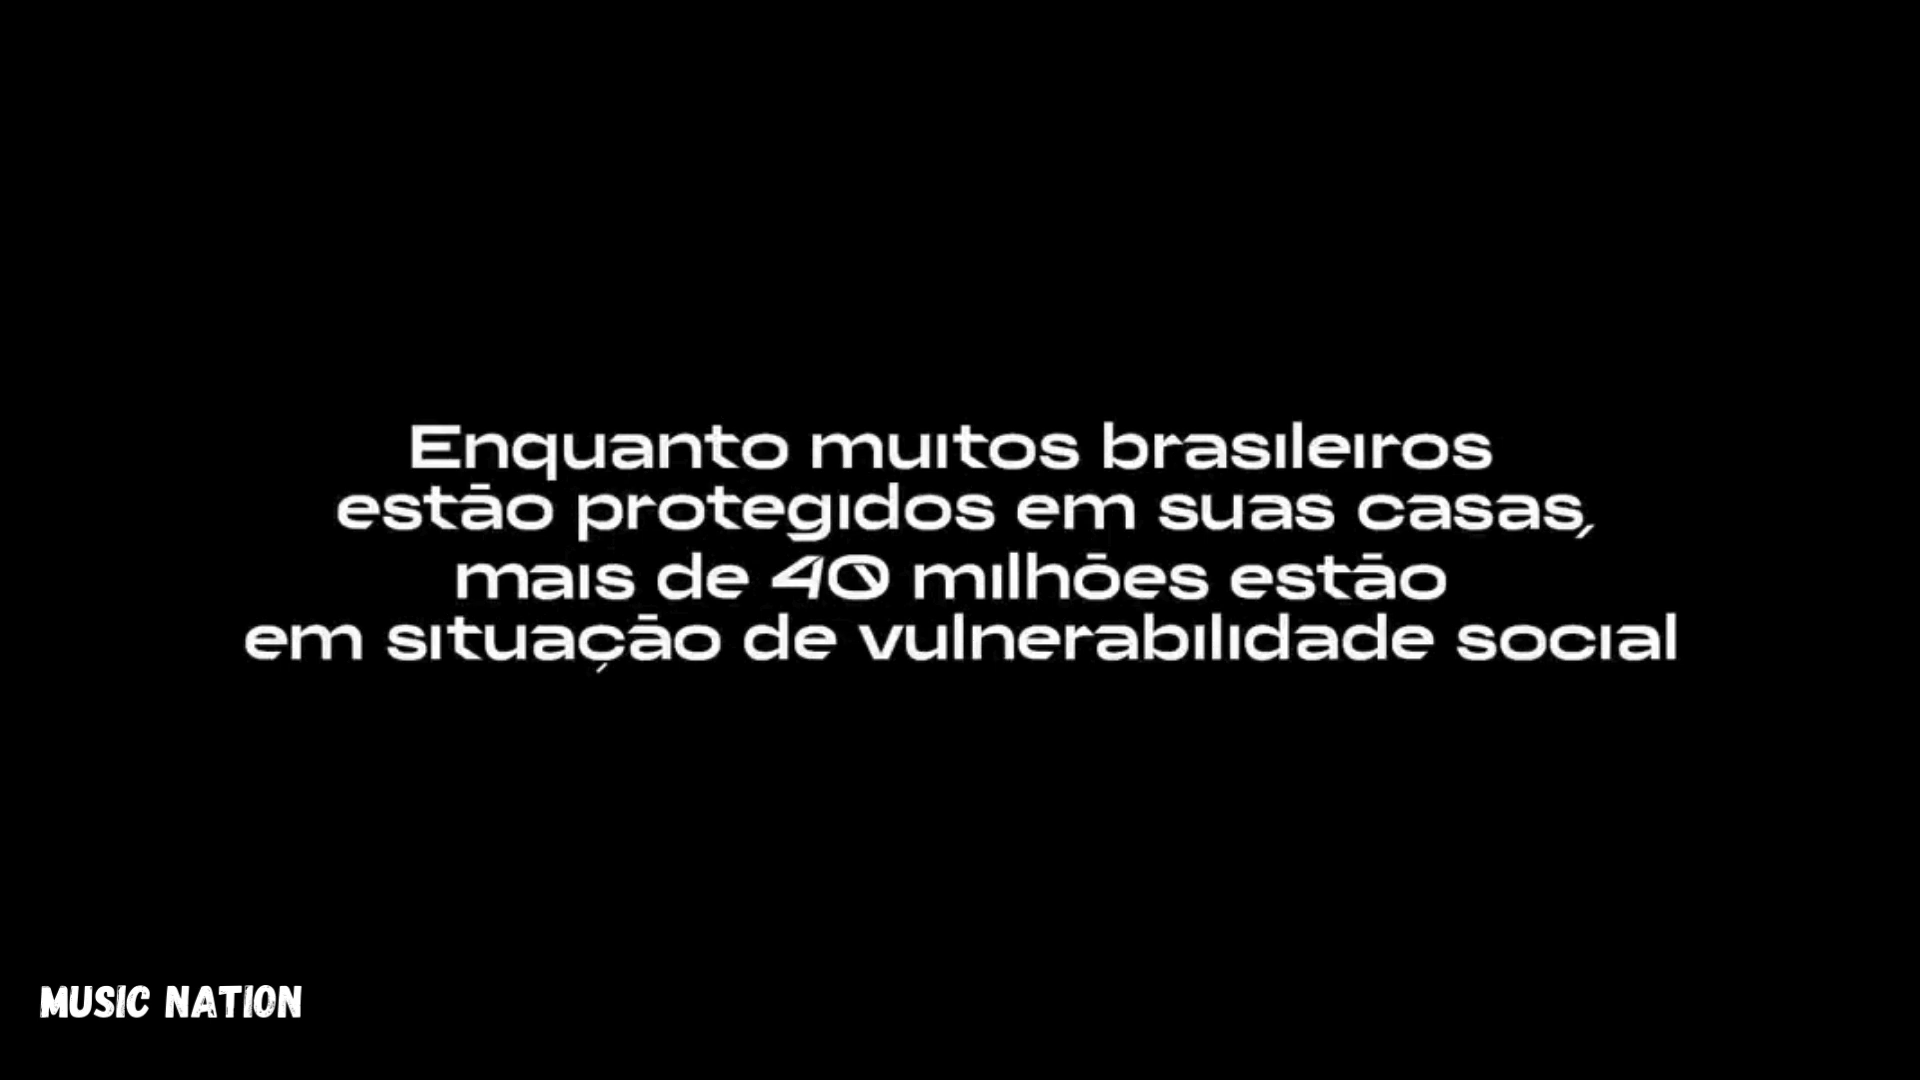 Enquanto muitos brasileiros
estão protegidos em suas casas,
mais de 40 milhões estão
em situação de vulnerabilidade social
MUSIC NATION